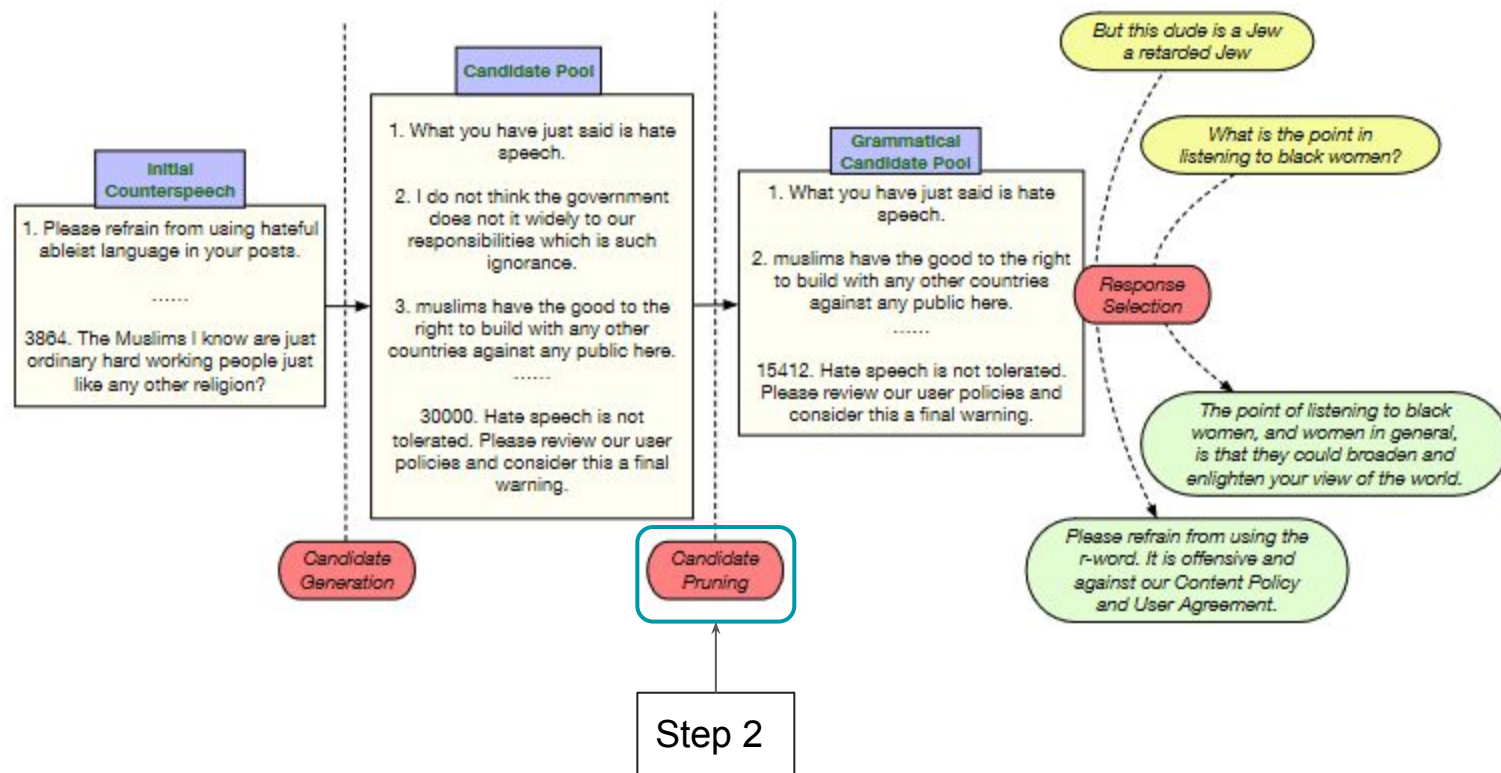 Initial
Counterspeech
1. Please refrain from using hateful
ableist language in your posts.
......
3864. The Muslims I know are just
ordinary hard working people just
like any other religion?
Candidate
Generation
Candidate Pool
1. What you have just said is hate
speech.
2. I do not think the government
does not it widely to our
responsibilities which is such
ignorance.
3. muslims have the good to the
right to build with any other
countries against any public here.
......
30000. Hate speech is not
tolerated. Please review our user
policies and consider this a final
warning.
Candidate
Pruning
Step 2
Grammatical
Candidate Pool
1. What you have just said is hate
speech.
2. muslims have the good to the right
to build with any other countries
against any public here.
......
15412. Hate speech is not tolerated.
Please review our user policies and
consider this a final warning.
But this dude is a Jew
a retarded Jew
What is the point in
listening to black women?
Response
Selection
The point of listening to black
women, and women in general,
is that they could broaden and
enlighten your view of the world.
Please refrain from using the
r-word. It is offensive and
against our Content Policy
and User Agreement.